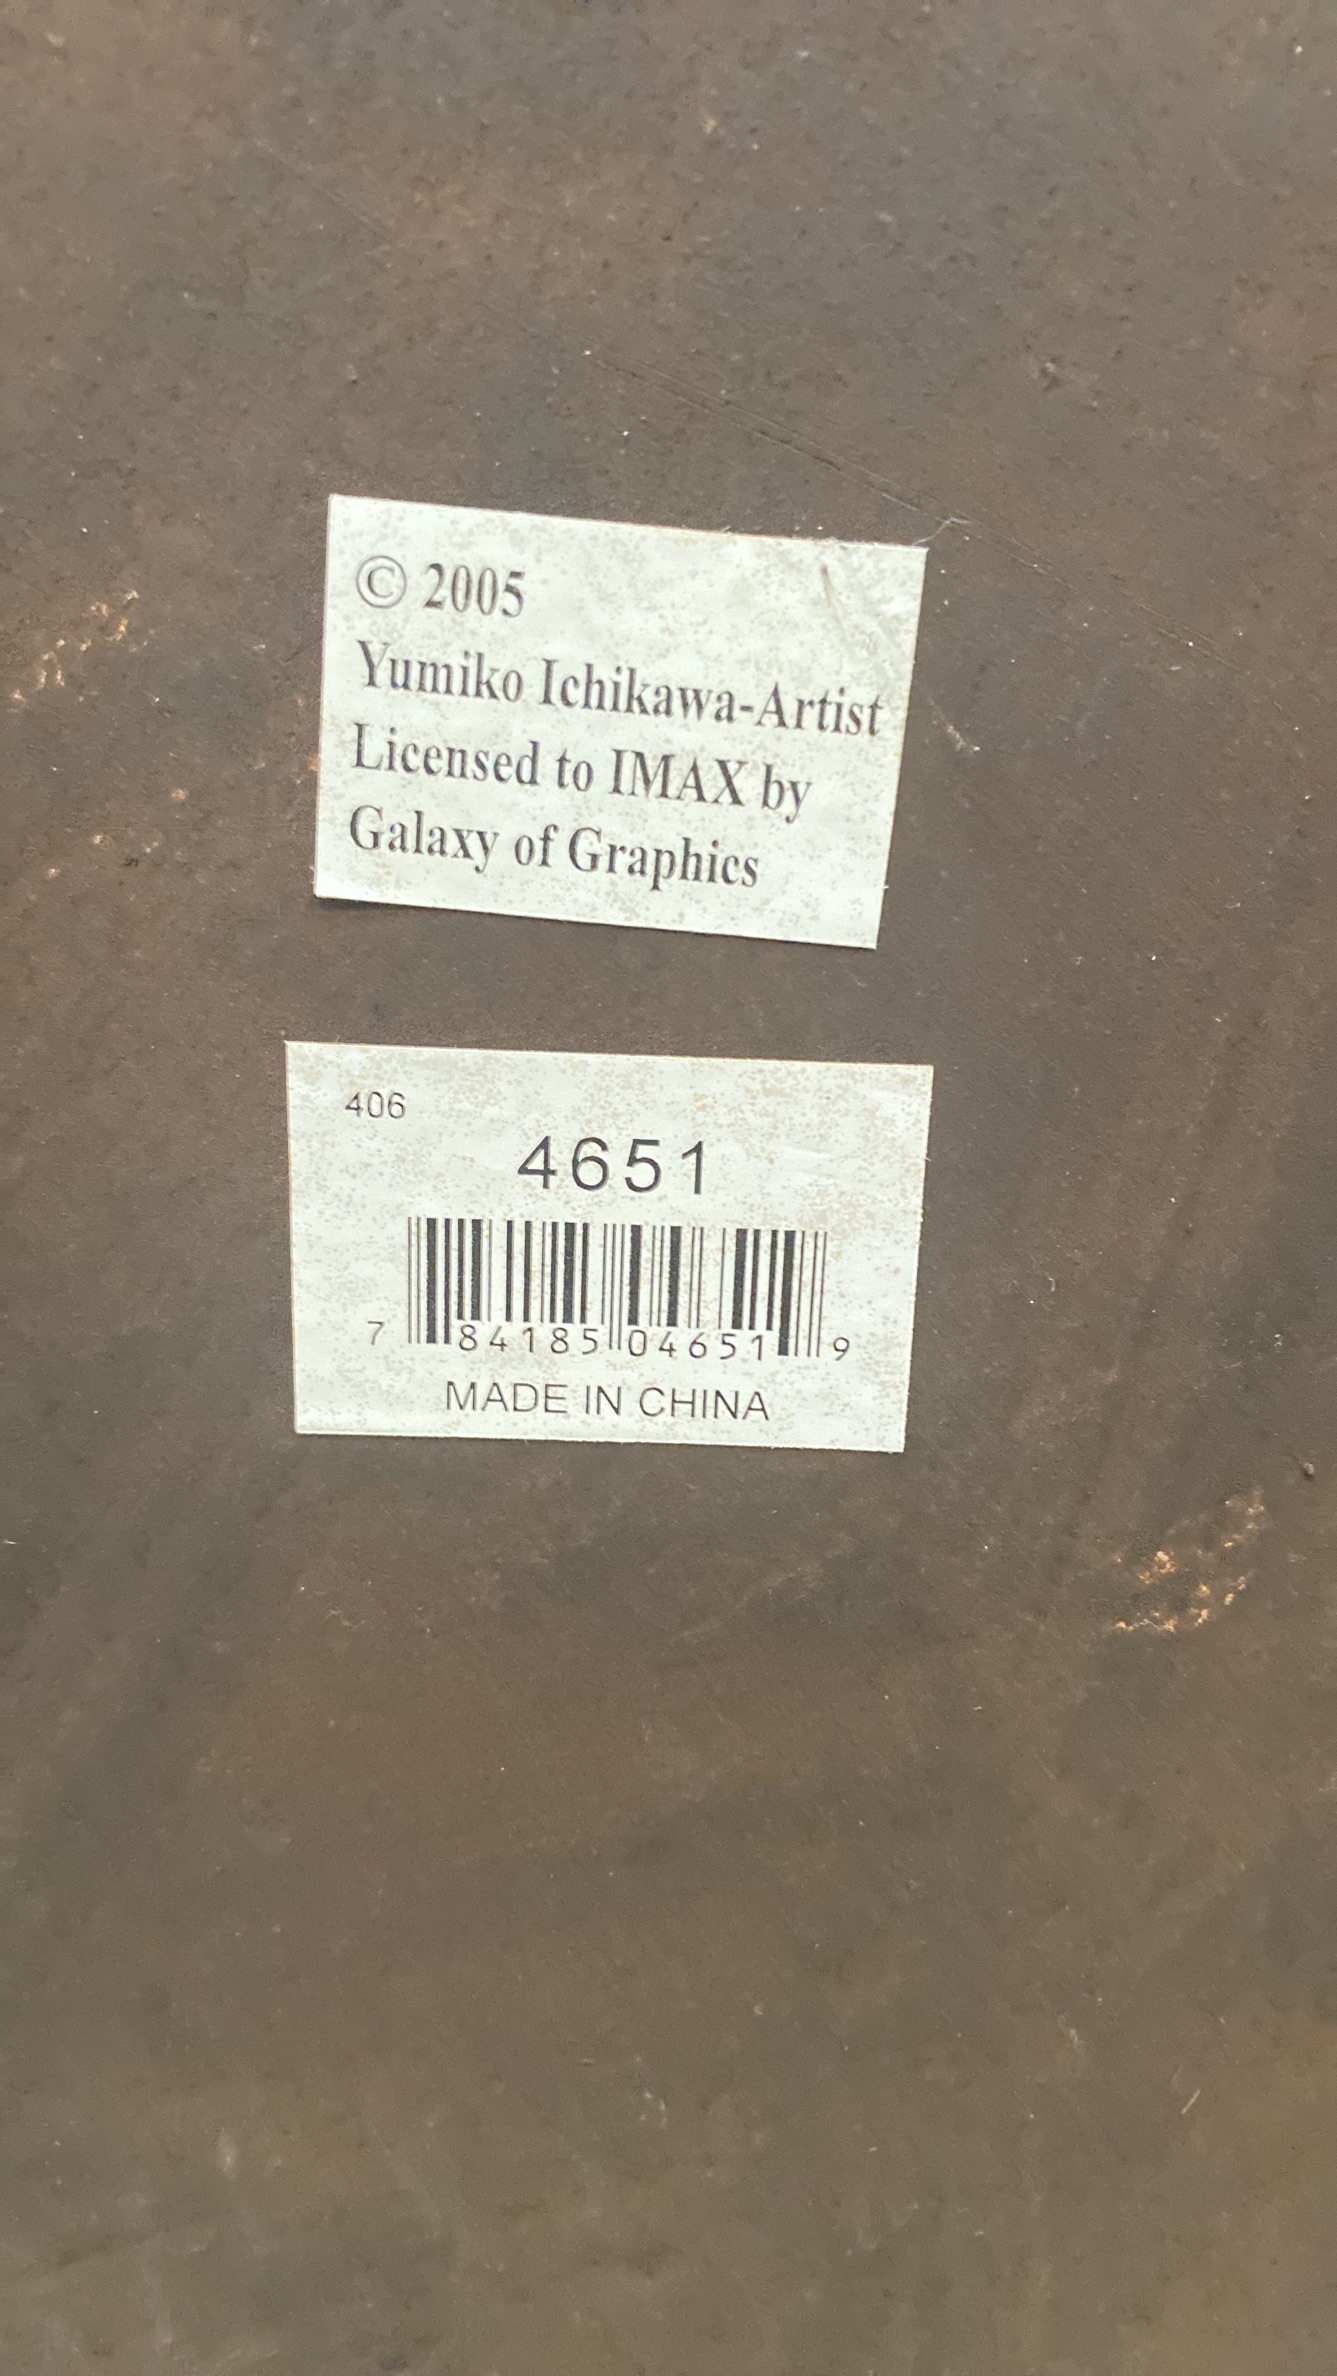 © 2005
Yumiko Ichikawa-Artist
Licensed to IMAX by
Galaxy of Graphics
406
4651
7 84185 04651 9
MADE IN CHINA